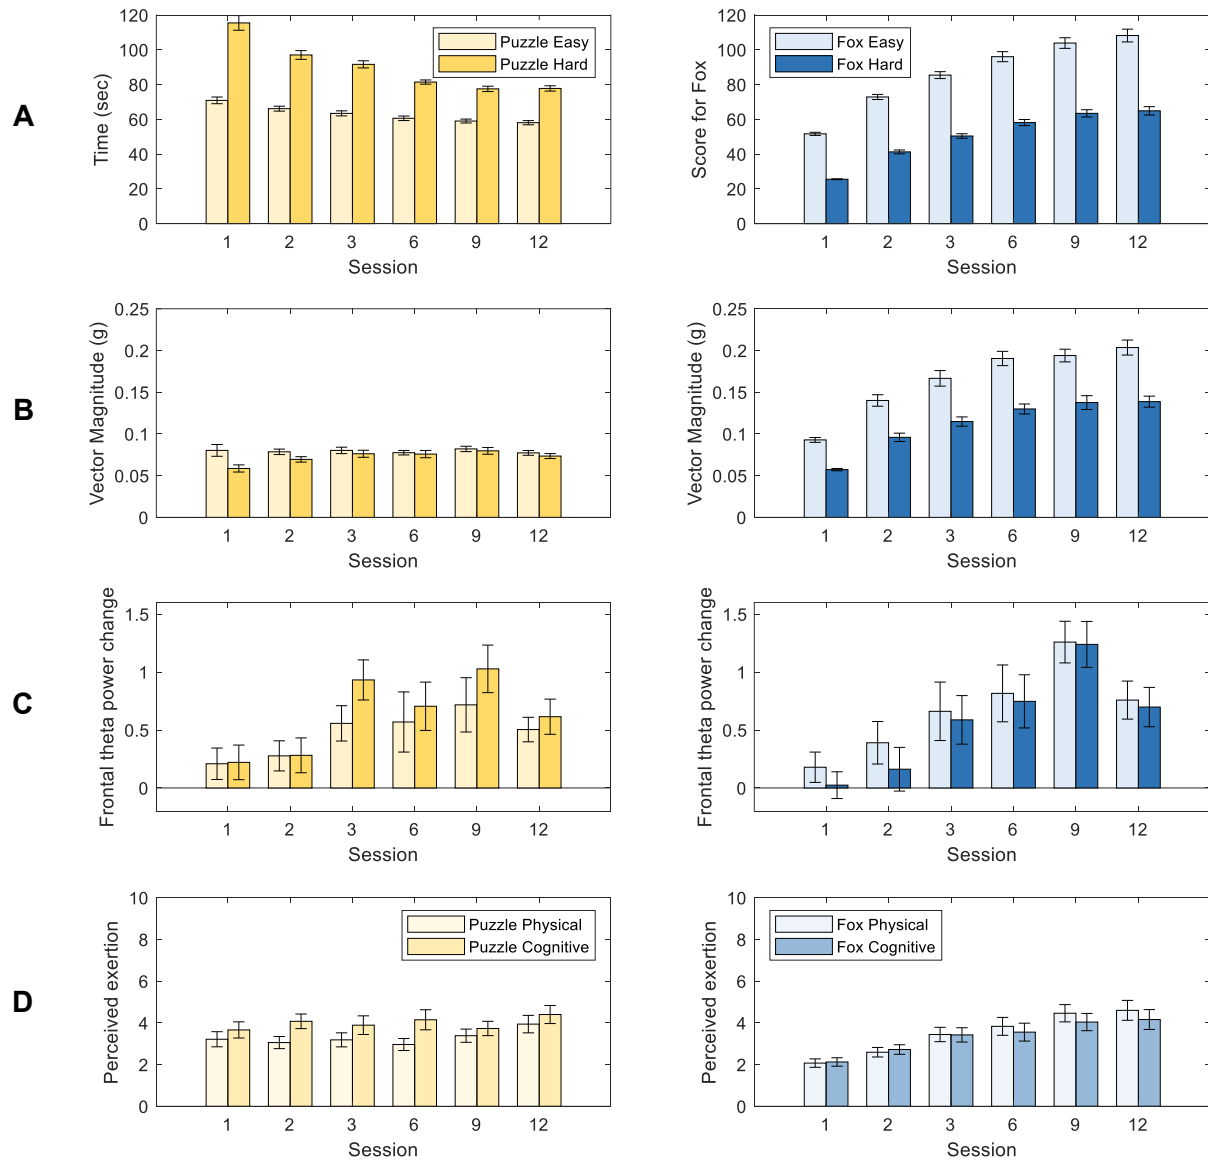 A
Time (sec)
120
100
80
60
40
20
0
Puzzle Easy
Puzzle Hard
1 2 3 6 9 12
Session
Score for Fox
120
100
80
60
40
20
0
Fox Easy
Fox Hard
1 2 3 6 9 12
Session
B
Vector Magnitude (g)
0.25
0.2
0.15
0.1
0.05
0
1 2 3 6 9 12
Session
Vector Magnitude (g)
0.25
0.2
0.15
0.1
0.05
0
1 2 3 6 9 12
Session
C
Frontal theta power change
1.5
1
0.5
0
1 2 3 6 9 12
Session
Frontal theta power change
1.5
1
0.5
0
1 2 3 6 9 12
Session
D
Perceived exertion
10
8
6
4
2
0
Puzzle Physical
Puzzle Cognitive
1 2 3 6 9 12
Session
Perceived exertion
10
8
6
4
2
0
Fox Physical
Fox Cognitive
1 2 3 6 9 12
Session